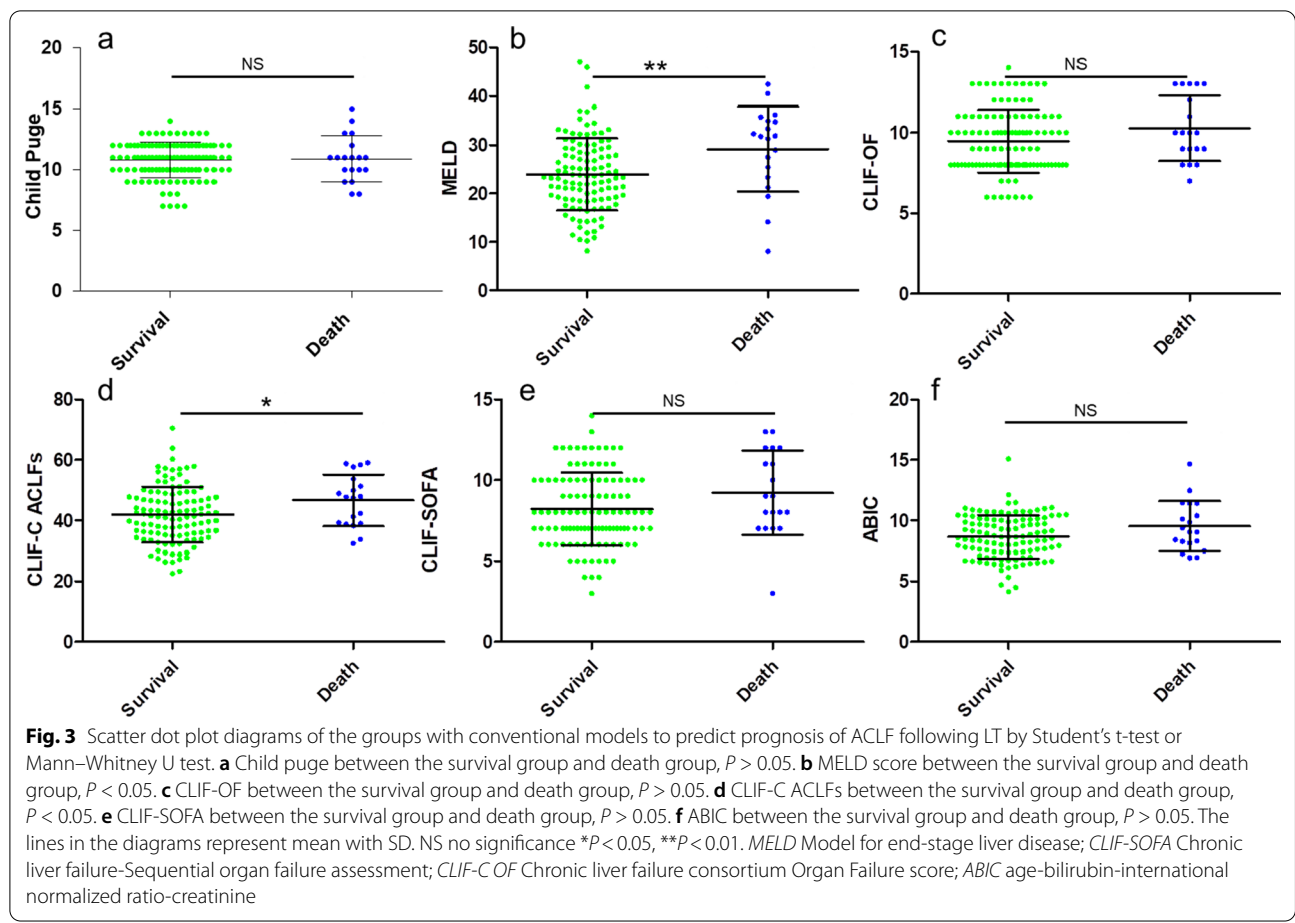 a
20
15
10
5
0
Child Puge
NS
Survival
Death
b
50
40
30
20
10
0
MELD
**
Survival
Death
c
15
10
5
0
CLIF-OF
NS
Survival
Death
d
80
60
40
20
0
CLIF-C ACLFs
*
Survival
Death
e
15
10
5
0
CLIF-SOFA
NS
Survival
Death
f
20
15
10
5
0
ABIC
NS
Survival
Death
Fig. 3 Scatter dot plot diagrams of the groups with conventional models to predict prognosis of ACLF following LT by Student’s t-test or
Mann–Whitney U test. a Child puge between the survival group and death group, P > 0.05. b MELD score between the survival group and death
group, P < 0.05. c CLIF-OF between the survival group and death group, P > 0.05. d CLIF-C ACLFs between the survival group and death group,
P < 0.05. e CLIF-SOFA between the survival group and death group, P > 0.05. f ABIC between the survival group and death group, P > 0.05. The
lines in the diagrams represent mean with SD. NS no significance *P < 0.05, **P < 0.01. MELD Model for end-stage liver disease; CLIF-SOFA Chronic
liver failure-Sequential organ failure assessment; CLIF-C OF Chronic liver failure consortium Organ Failure score; ABIC age-bilirubin-international
normalized ratio-creatinine